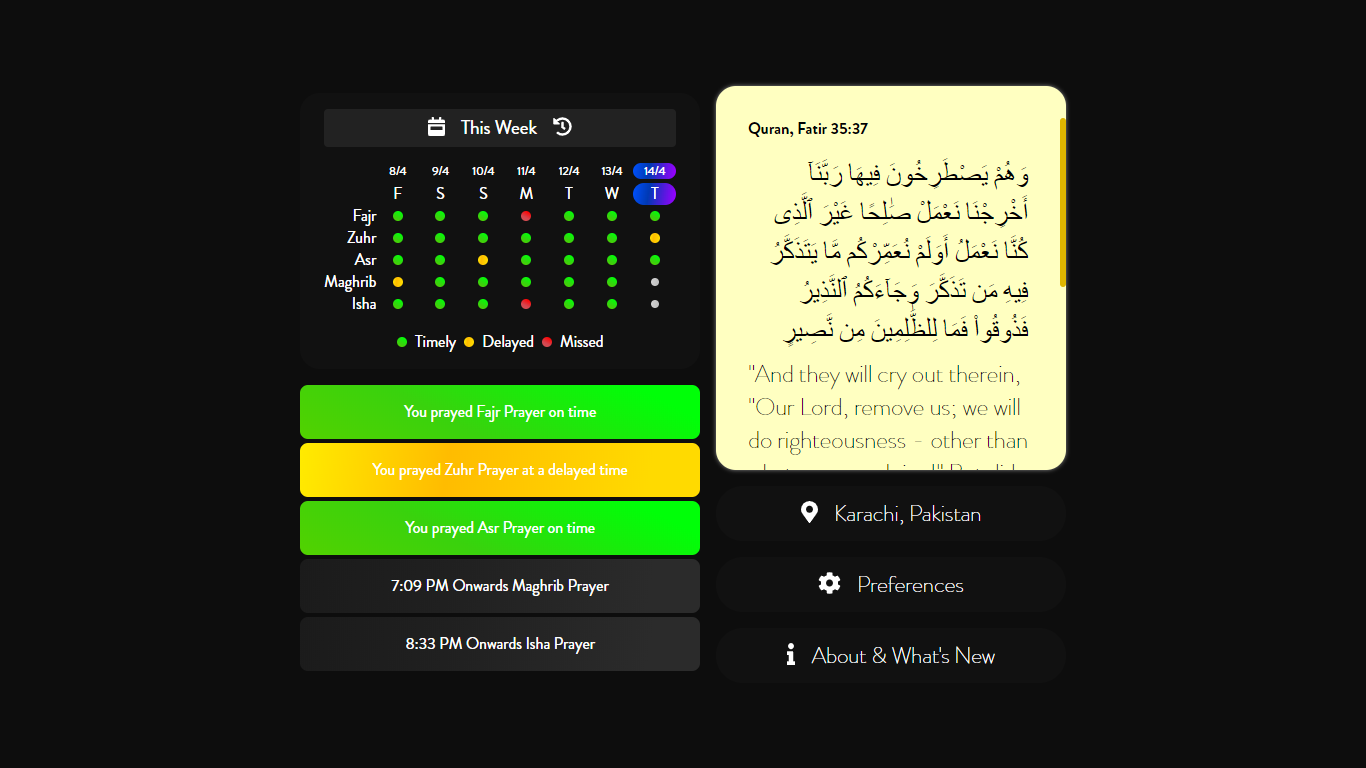 This Week
8/4 9/4 10/4 11/4 12/4 13/4 14/4
F S S M T W T
Fajr
Zuhr
Asr
Maghrib
Isha
Timely Delayed Missed
You prayed Fajr Prayer on time
You prayed Zuhr Prayer at a delayed time
You prayed Asr Prayer on time
7:09 PM Onwards Maghrib Prayer
8:33 PM Onwards Isha Prayer
Quran, Fatir 35:37
وَهُمْ يَصْطَرِخُونَ فِيهَا رَبَّنَآ
أَخْرِجْنَا نَعْمَلْ صَٰلِحًا غَيْرَ ٱلَّذِى
كُنَّا نَعْمَلُ أَوَلَمْ نُعَمِّرْكُم مَّا يَتَذَكَّرُ
فِيهِ مَن تَذَكَّرَ وَجَآءَكُمُ ٱلنَّذِيرُ
فَذُوقُوا۟ فَمَا لِلظَّٰلِمِينَ مِن نَّصِيرٍ
"And they will cry out therein,
"Our Lord, remove us; we will
do righteousness - other than
Karachi, Pakistan
Preferences
About & What's New